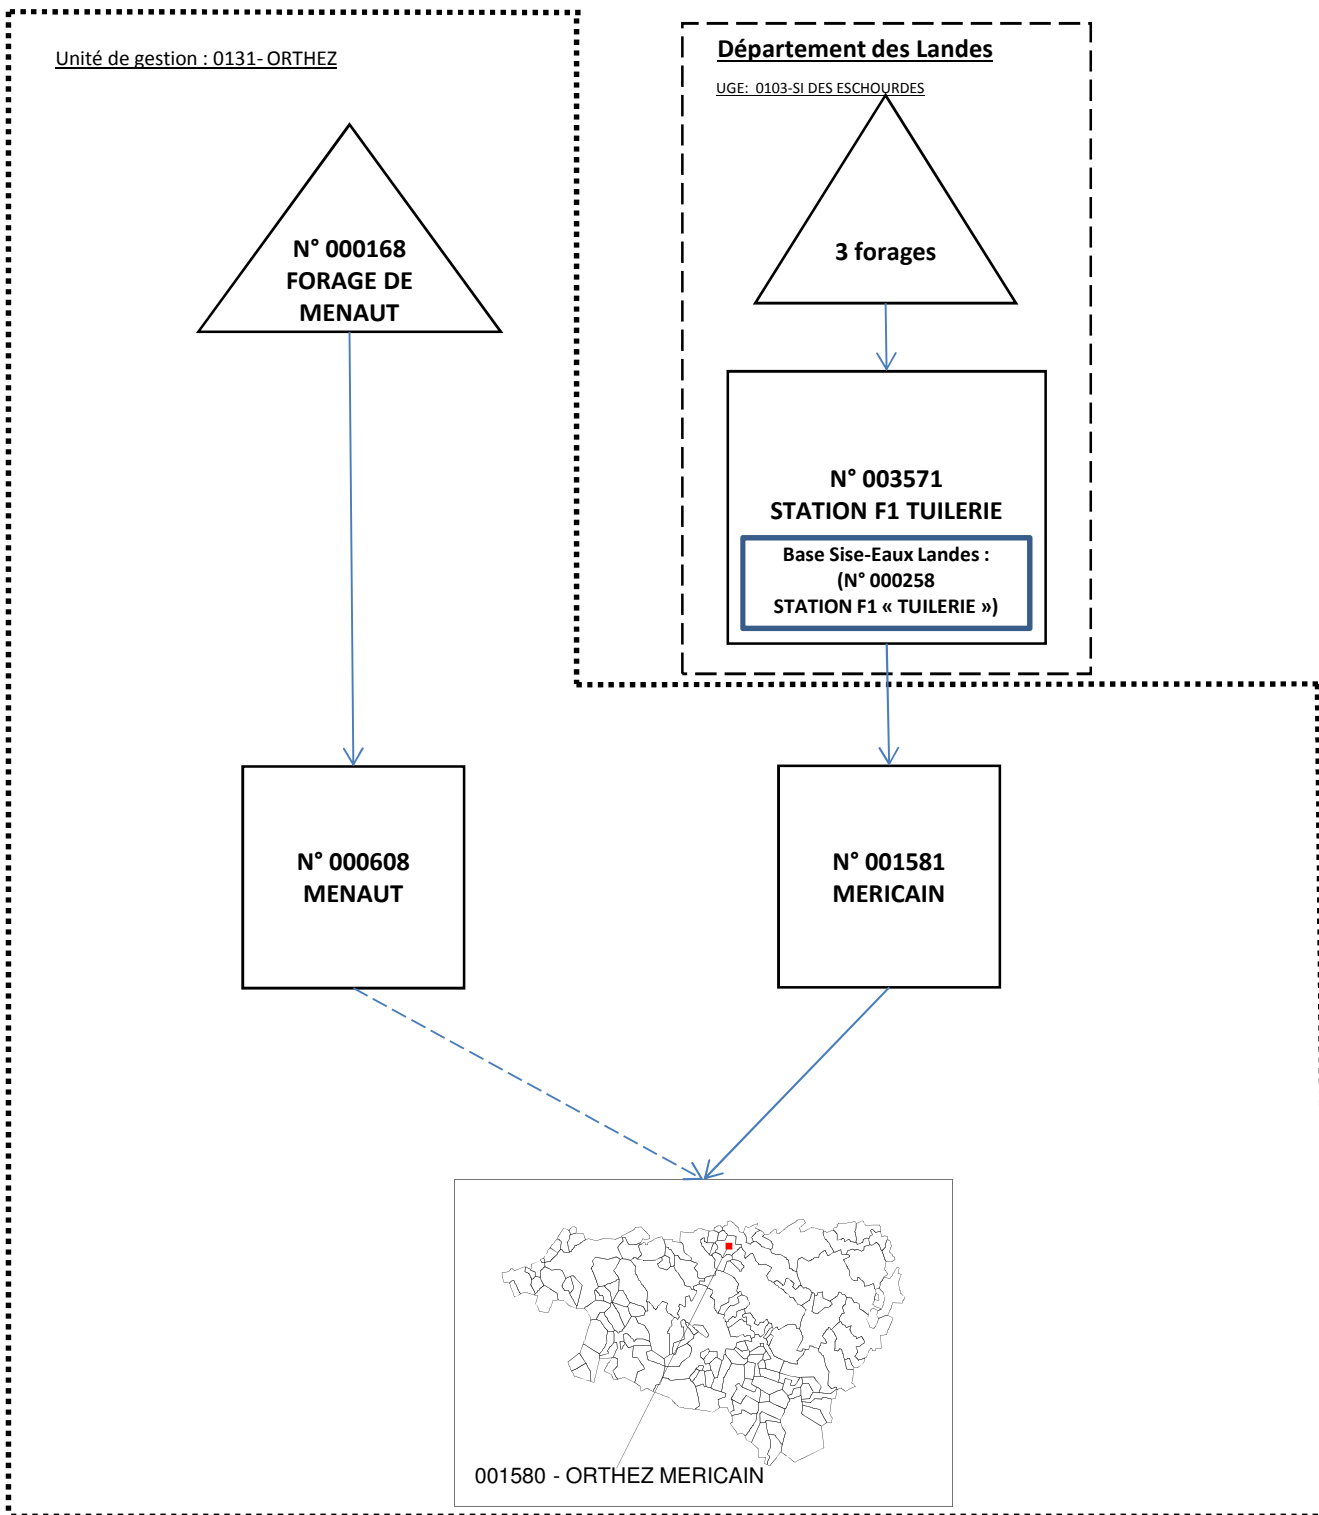 Unité de gestion : 0131- ORTHEZ
Département des Landes
UGE: 0103-SI DES ESCHOURDES
N° 000168
FORAGE DE
MENAUT
3 forages
N° 003571
STATION F1 TUILERIE
Base Sise-Eaux Landes :
(N° 000258
STATION F1 « TUILERIE »)
N° 000608
MENAUT
N° 001581
MERICAIN
001580 - ORTHEZ MERICAIN